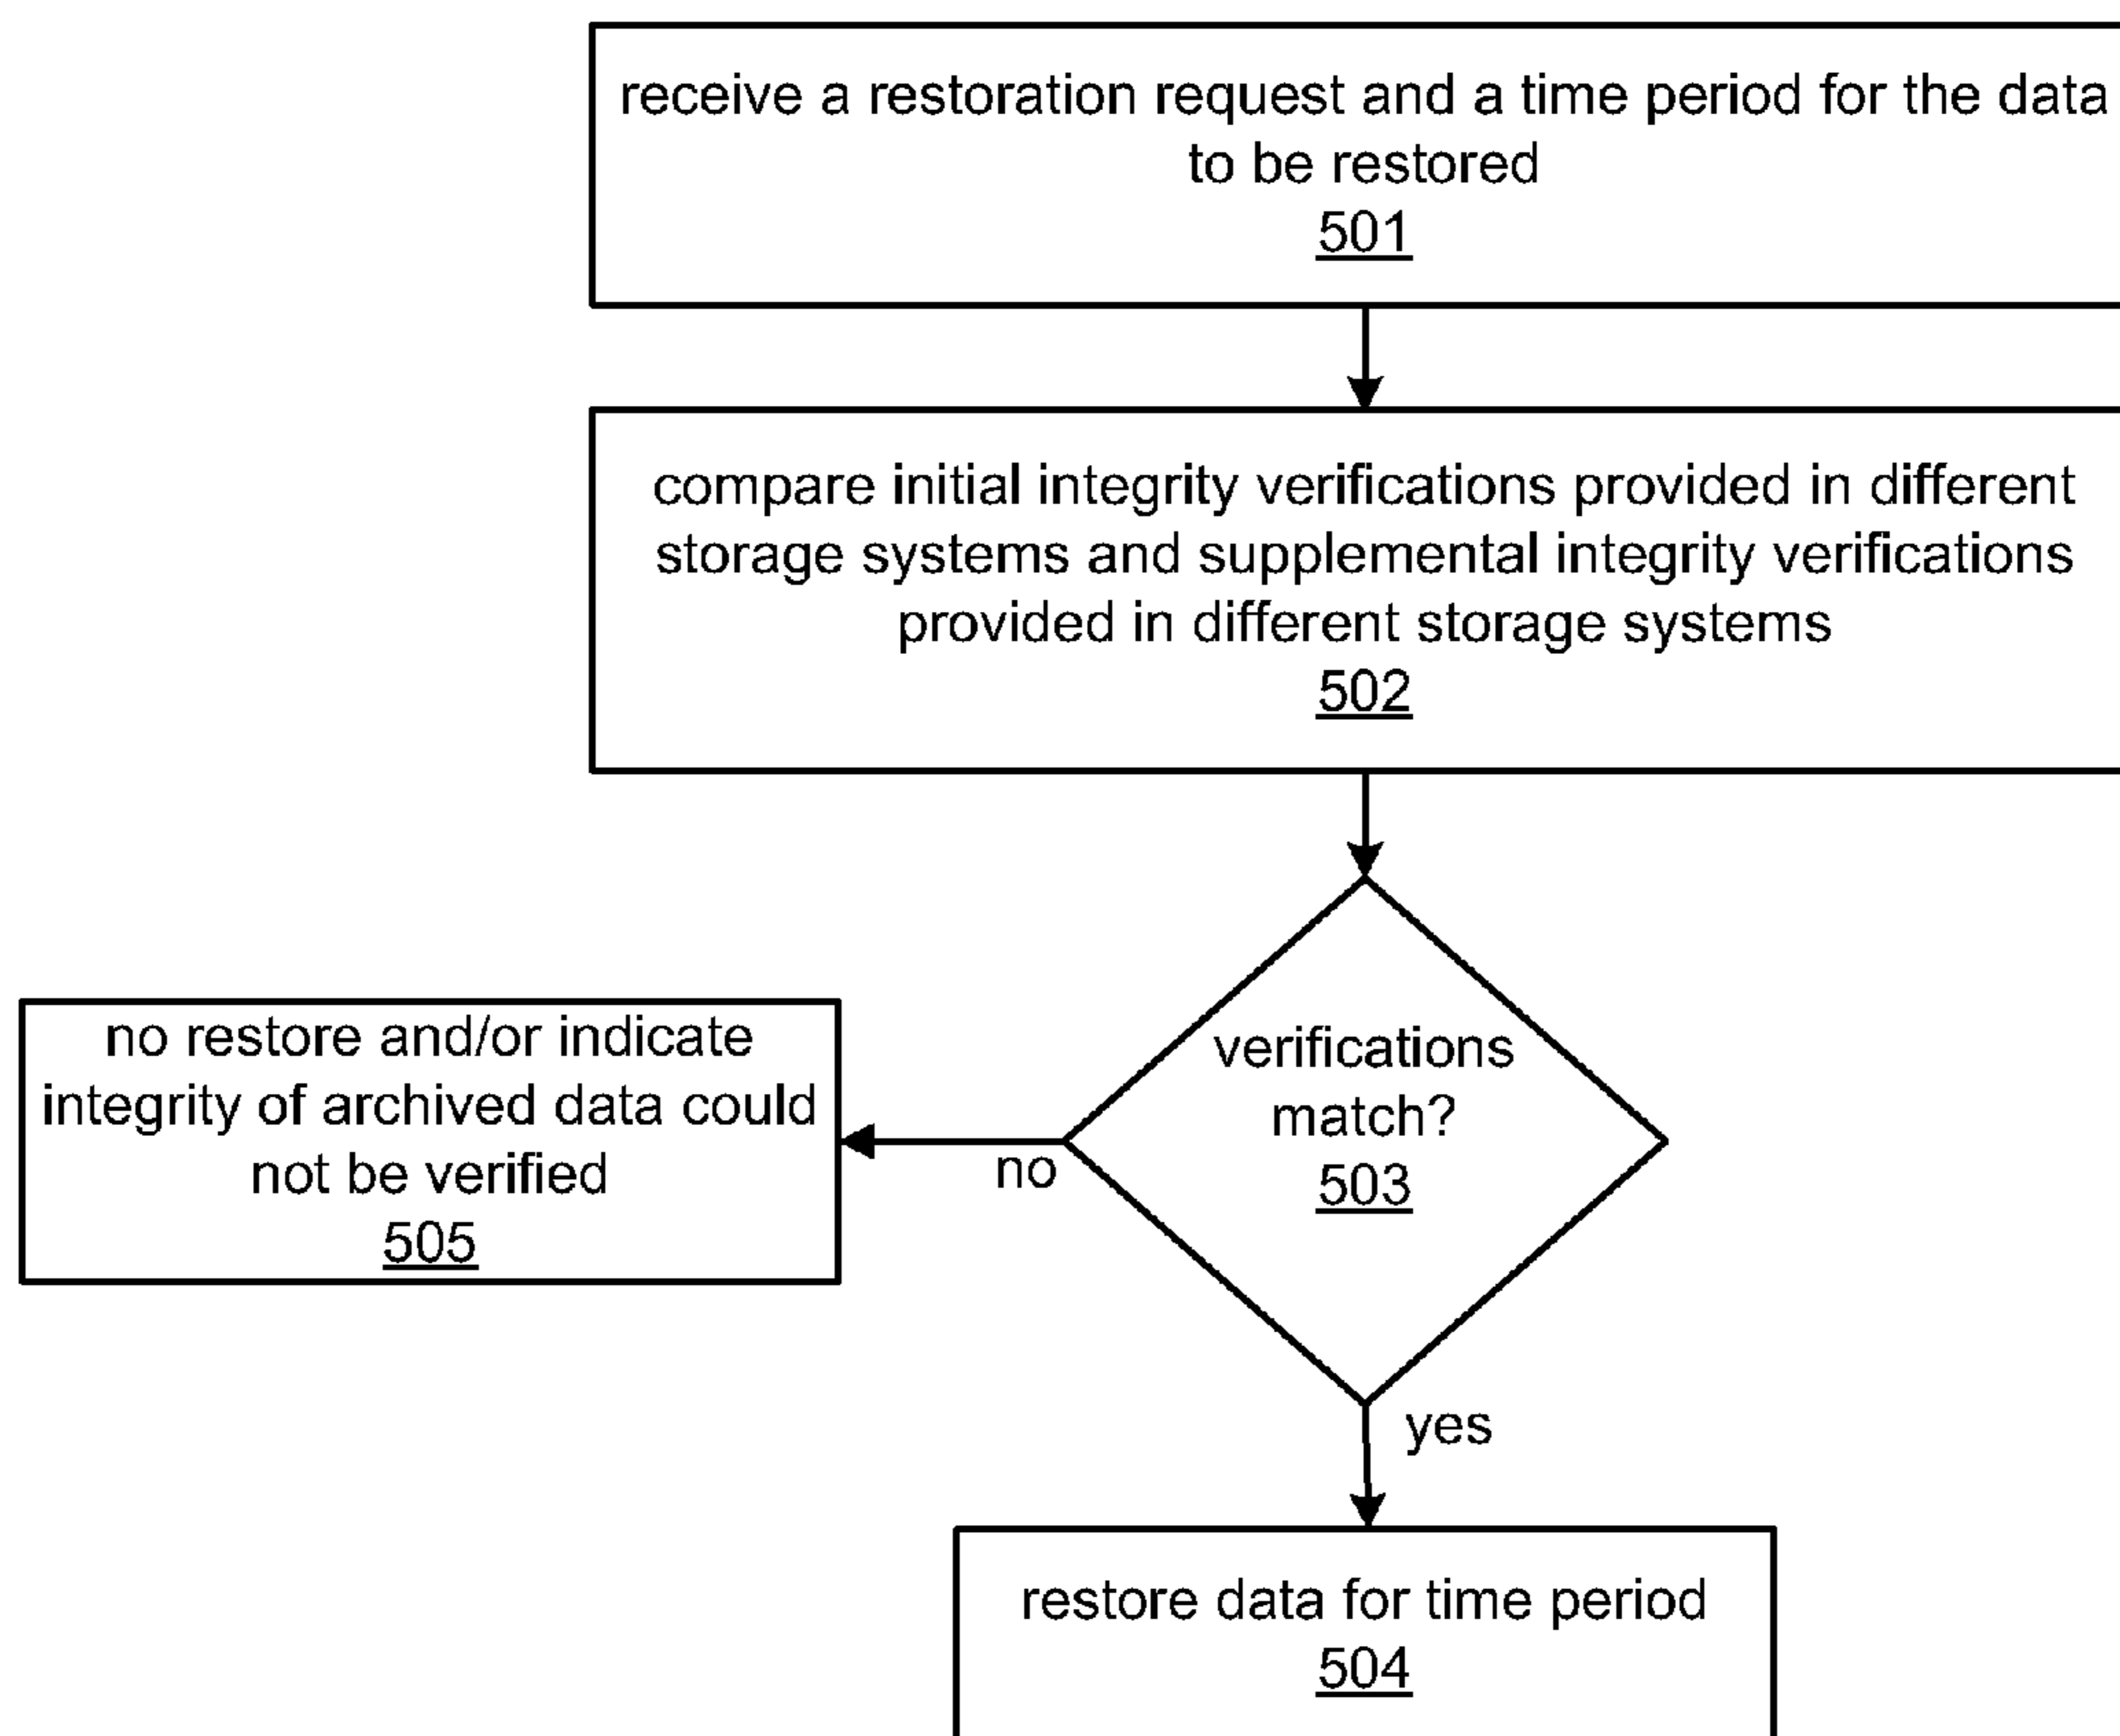 receive a restoration request and a time period for the data
to be restored
501
compare initial integrity verifications provided in different
storage systems and supplemental integrity verifications
provided in different storage systems
502
verifications
match?
503
no
no restore and/or indicate
integrity of archived data could
not be verified
505
yes
restore data for time period
504